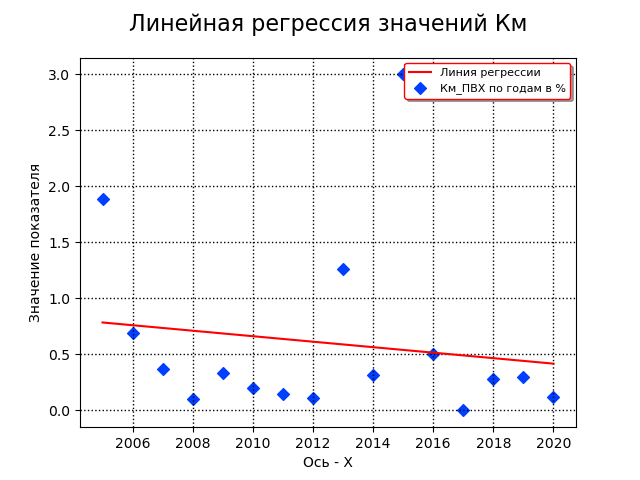 Линейная регрессия значений Км
Линия регрессии
Км_ПВХ по годам в %
Значение показателя
3.0
2.5
2.0
1.5
1.0
0.5
0.0
2006 2008 2010 2012 2014 2016 2018 2020
Ось - X